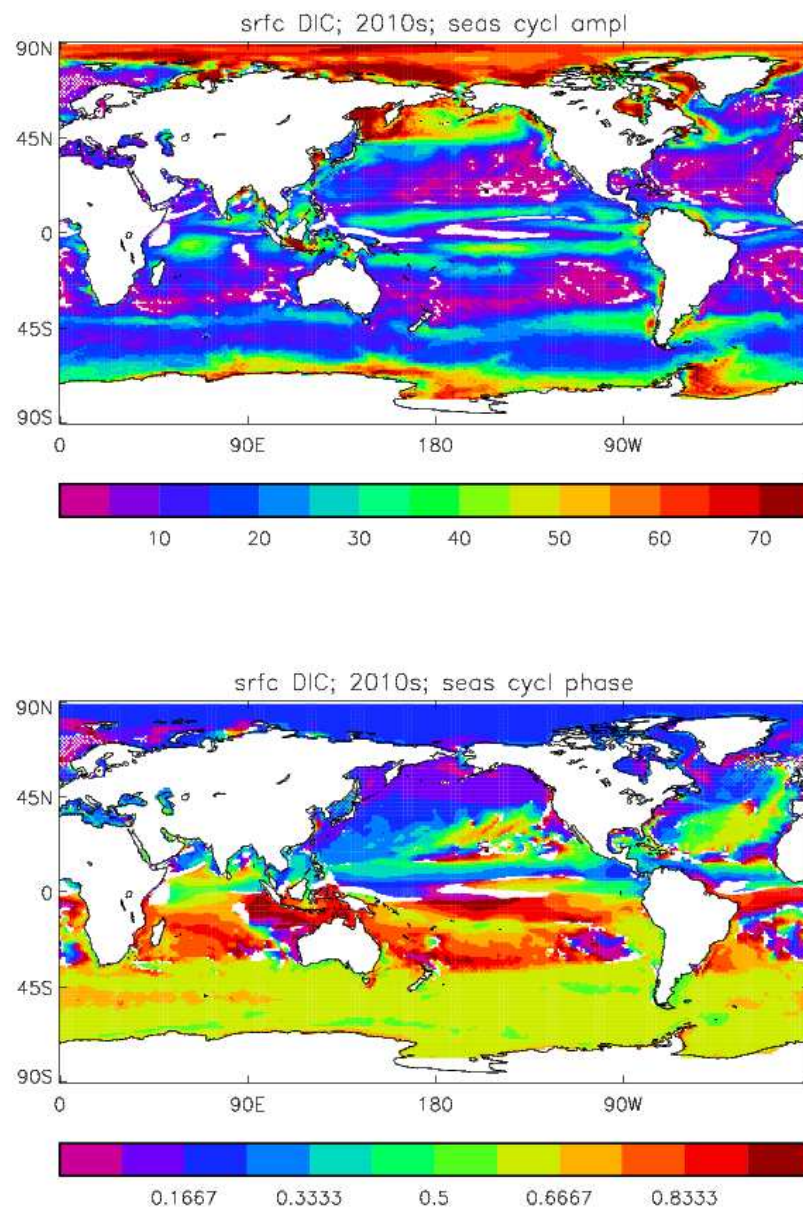 srfc DIC; 2010s; seas cycl ampl
90N
45N
0
45S
90S
0 90E 180 90W
10 20 30 40 50 60 70
srfc DIC; 2010s; seas cycl phase
90N
45N
0
45S
90S
0 90E 180 90W
0.1667 0.3333 0.5 0.6667 0.8333